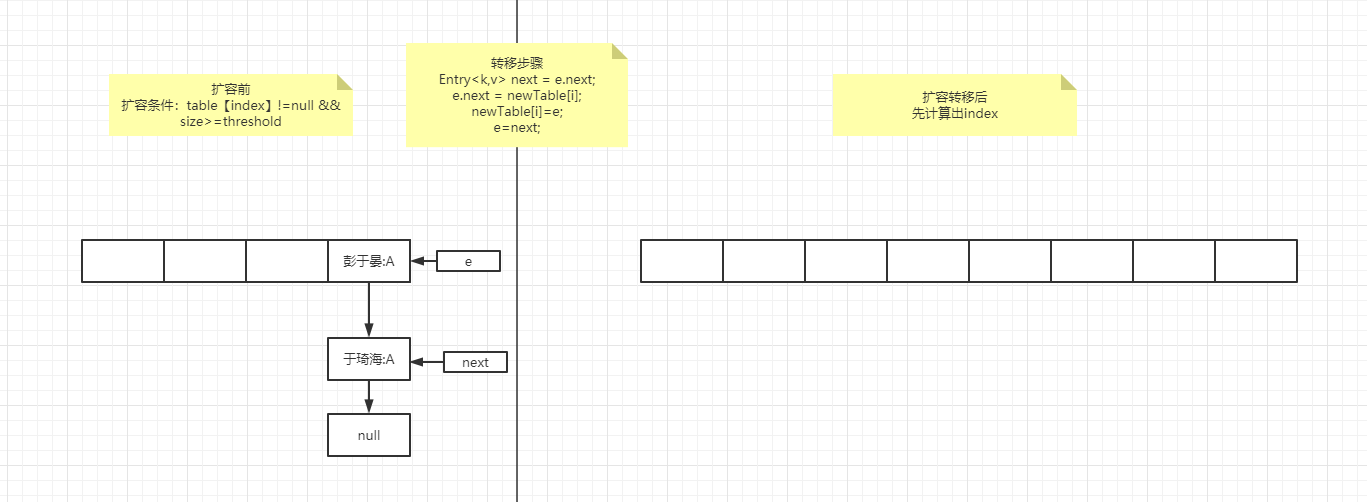 扩容前
扩容条件：table【index】!=null &&
size>=threshold
转移步骤
Entry<k,v> next = e.next;
e.next = newTable[i];
newTable[i]=e;
e=next;
扩容转移后
先计算出index
彭于晏:A
e
于琦海:A
next
null